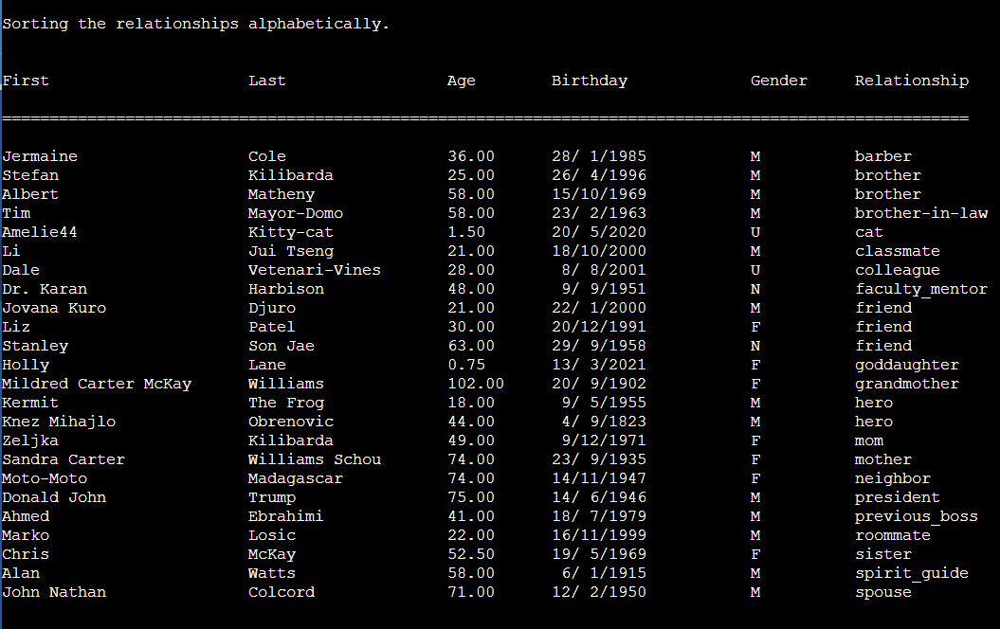 Sorting the relationships alphabetically.
First Last Age Birthday Gender Relationship
======================================================================================================
Jermaine Cole 36.00 28/ 1/1985 M barber
Stefan Kilibarda 25.00 26/ 4/1996 M brother
Albert Matheny 58.00 15/10/1969 M brother
Tim Mayor-Domo 58.00 23/ 2/1963 M brother-in-law
Amelie44 Kitty-cat 1.50 20/ 5/2020 U cat
Li Jui Tseng 21.00 18/10/2000 M classmate
Dale Vetenari-Vines 28.00 8/ 8/2001 U colleague
Dr. Karan Harbison 48.00 9/ 9/1951 N faculty_mentor
Jovana Kuro Djuro 21.00 22/ 1/2000 M friend
Liz Patel 30.00 20/12/1991 F friend
Stanley Son Jae 63.00 29/ 9/1958 N friend
Holly Lane 0.75 13/ 3/2021 F goddaughter
Mildred Carter McKay Williams 102.00 20/ 9/1902 F grandmother
Kermit The Frog 18.00 9/ 5/1955 M hero
Knez Mihajlo Obrenovic 44.00 4/ 9/1823 M hero
Zeljka Kilibarda 49.00 9/12/1971 F mom
Sandra Carter Williams Schou 74.00 23/ 9/1935 F mother
Moto-Moto Madagascar 74.00 14/11/1947 F neighbor
Donald John Trump 75.00 14/ 6/1946 M president
Ahmed Ebrahimi 41.00 18/ 7/1979 M previous_boss
Marko Losic 22.00 16/11/1999 M roommate
Chris McKay 52.50 19/ 5/1969 F sister
Alan Watts 58.00 6/ 1/1915 M spirit_guide
John Nathan Colcord 71.00 12/ 2/1950 M spouse